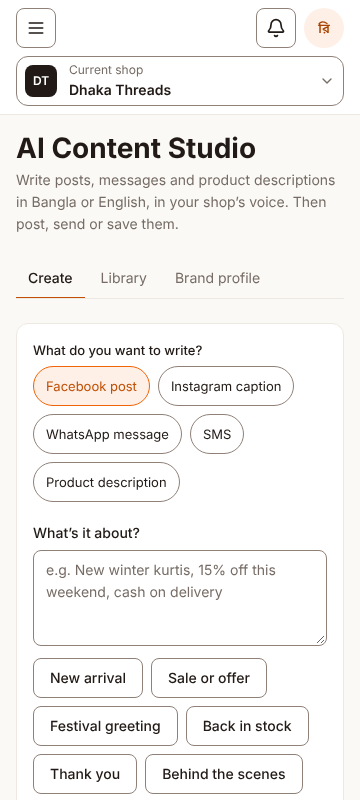 রি
DT
Current shop
Dhaka Threads
AI Content Studio
Write posts, messages and product descriptions
in Bangla or English, in your shop’s voice. Then
post, send or save them.
Create Library Brand profile
What do you want to write?
Facebook post Instagram caption
WhatsApp message SMS
Product description
What’s it about?
e.g. New winter kurtis, 15% off this
weekend, cash on delivery
New arrival Sale or offer
Festival greeting Back in stock
Thank you Behind the scenes